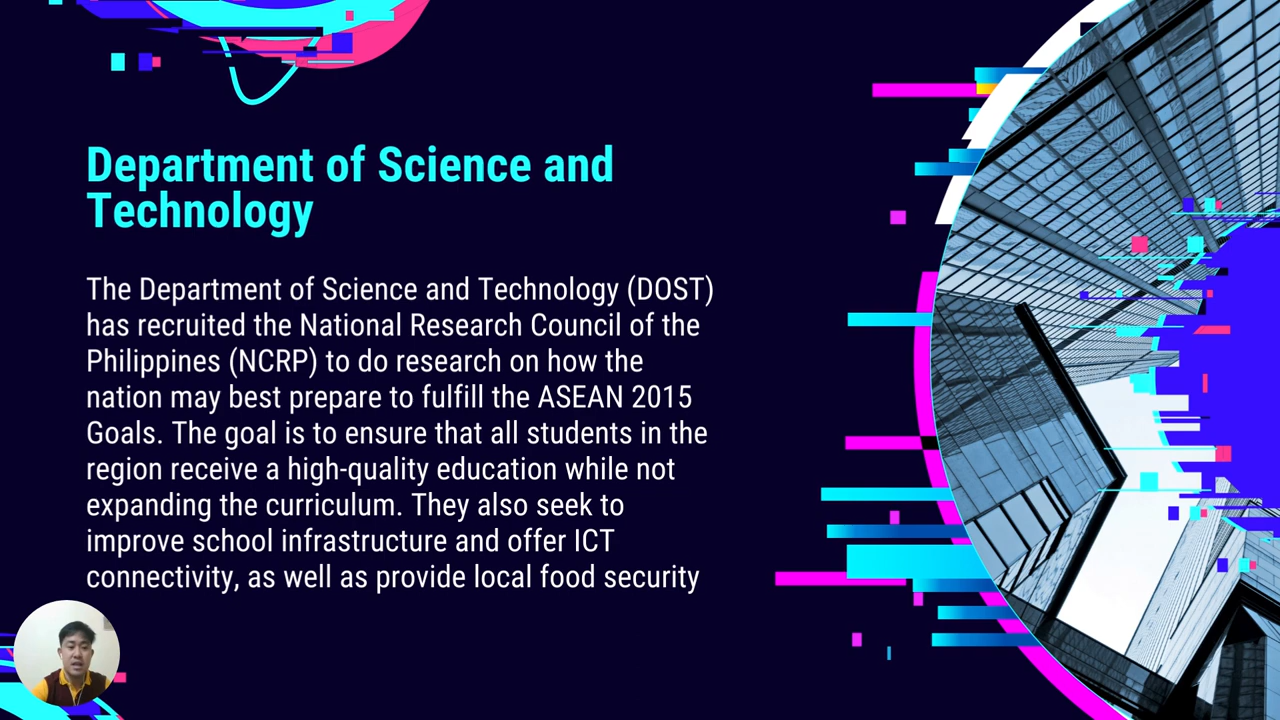 Department of Science and
Technology
The Department of Science and Technology (DOST)
has recruited the National Research Council of the
Philippines (NCRP) to do research on how the
nation may best prepare to fulfill the ASEAN 2015
Goals. The goal is to ensure that all students in the
region receive a high-quality education while not
expanding the curriculum. They also seek to
improve school infrastructure and offer ICT
connectivity, as well as provide local food security